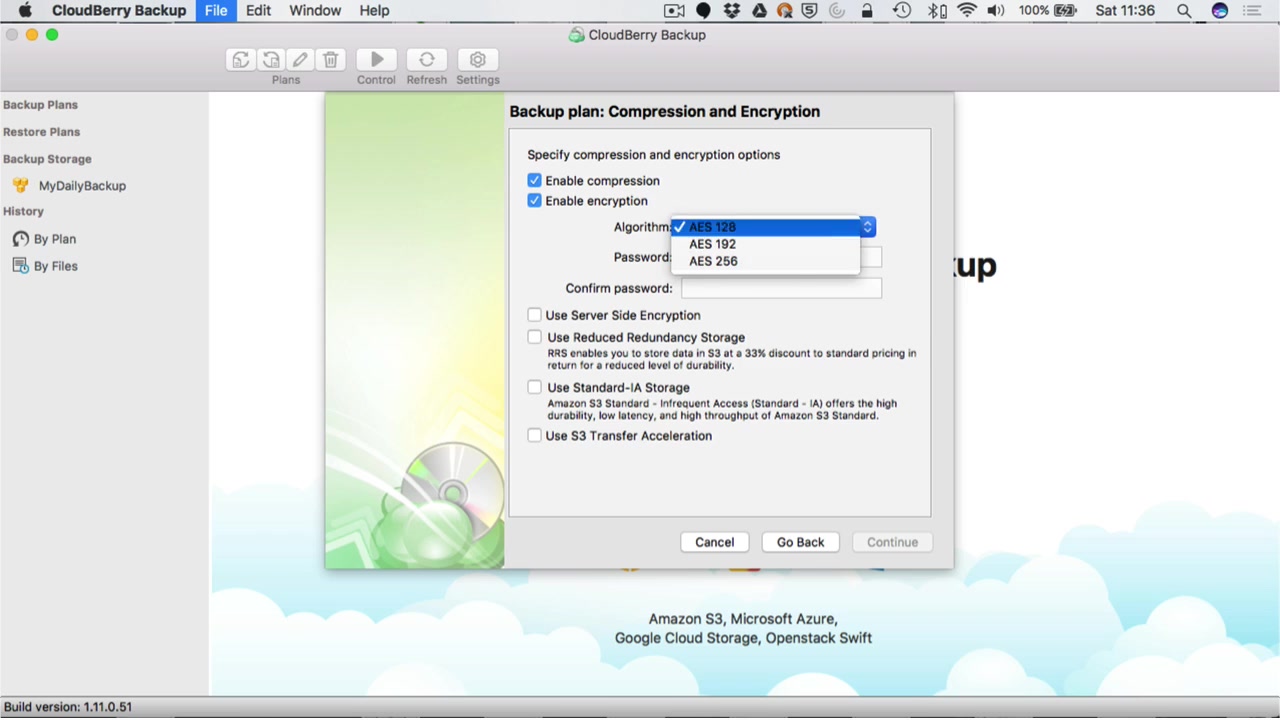 CloudBerry Backup File Edit Window Help 100% Sat 11:36
CloudBerry Backup
Plans Control Refresh Settings
Backup Plans
Restore Plans
Backup Storage
MyDailyBackup
History
By Plan
By Files
Backup plan: Compression and Encryption
Specify compression and encryption options
Enable compression
Enable encryption
Algorithm: AES 128
AES 192
AES 256
Password:
Confirm password:
Use Server Side Encryption
Use Reduced Redundancy Storage
RRS enables you to store data in S3 at a 33% discount to standard pricing in
return for a reduced level of durability.
Use Standard-IA Storage
Amazon S3 Standard - Infrequent Access (Standard - IA) offers the high
durability, low latency, and high throughput of Amazon S3 Standard.
Use S3 Transfer Acceleration
Cancel Go Back Continue
Amazon S3, Microsoft Azure,
Google Cloud Storage, Openstack Swift
Build version: 1.11.0.51